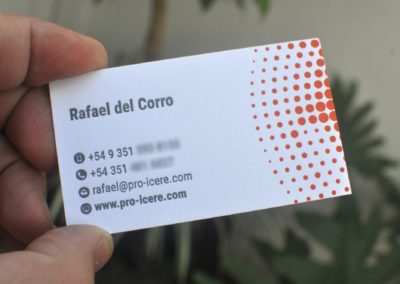 Rafael del Corro
+54 9 351
+54 351
rafael@pro-icere.com
www.pro-icere.com